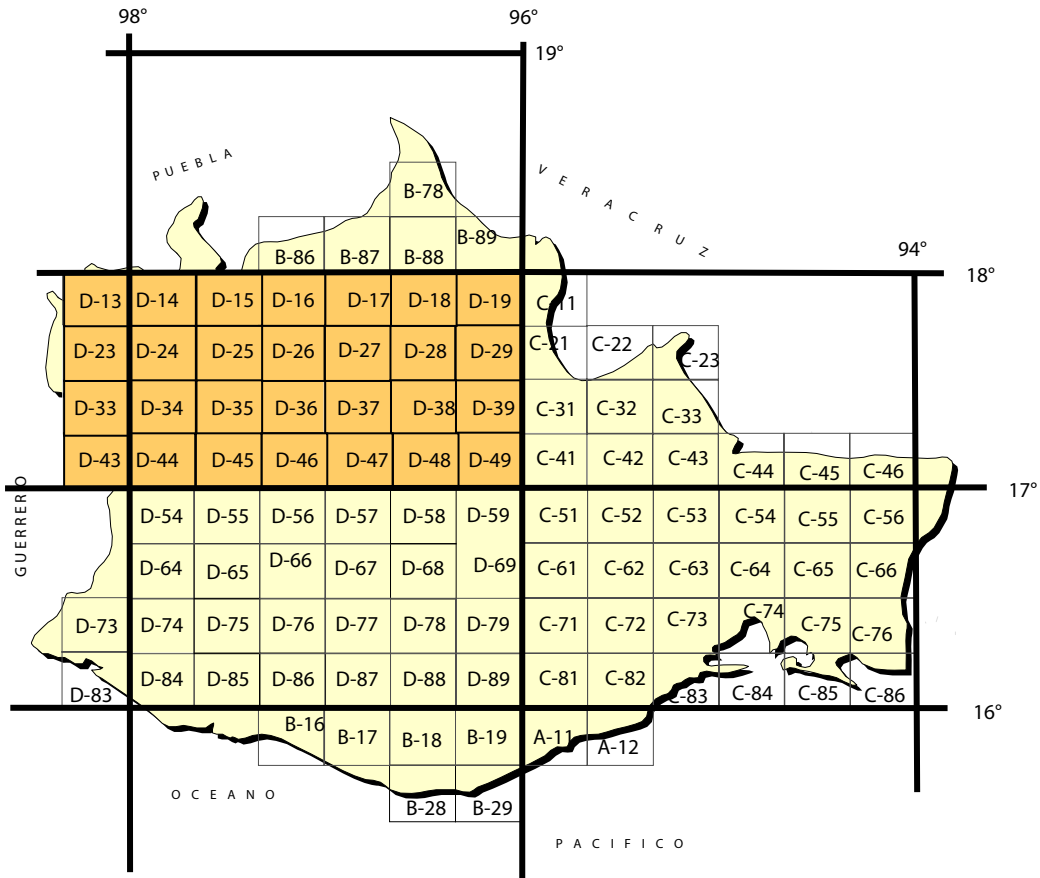 98° 96°
19°
PUEBLA
VERACRUZ
B-78
B-89
94°
B-86 B-87 B-88
18°
D-13 D-14 D-15 D-16 D-17 D-18 D-19 C-11
D-23 D-24 D-25 D-26 D-27 D-28 D-29 C-21 C-22 C-23
D-33 D-34 D-35 D-36 D-37 D-38 D-39 C-31 C-32 C-33
D-43 D-44 D-45 D-46 D-47 D-48 D-49 C-41 C-42 C-43 C-44 C-45 C-46
17°
GUERRERO
D-54 D-55 D-56 D-57 D-58 D-59 C-51 C-52 C-53 C-54 C-55 C-56
D-64 D-65 D-66 D-67 D-68 D-69 C-61 C-62 C-63 C-64 C-65 C-66
D-73 D-74 D-75 D-76 D-77 D-78 D-79 C-71 C-72 C-73 C-74 C-75 C-76
D-83 D-84 D-85 D-86 D-87 D-88 D-89 C-81 C-82 C-83 C-84 C-85 C-86
16°
B-16 B-17 B-18 B-19 A-11 A-12
OCEANO
B-28 B-29
PACIFICO